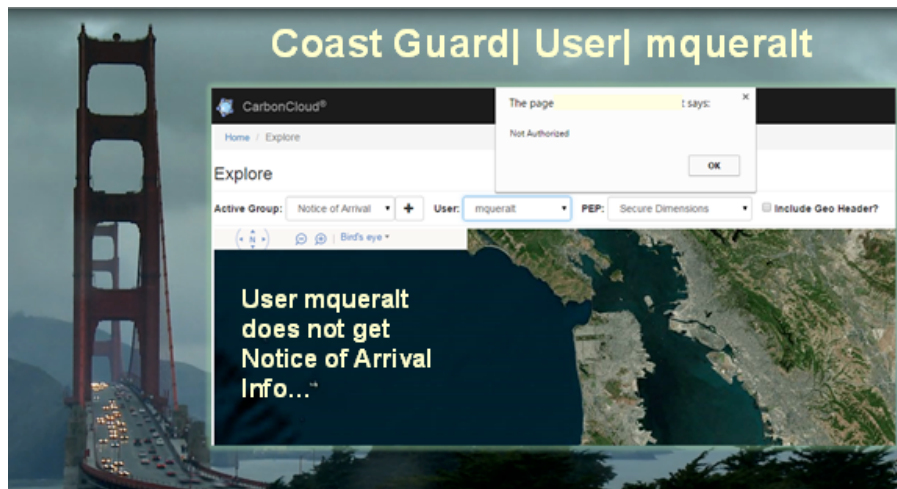 Coast Guard| User| mqueralt
CarbonCloud®
The page t says:
×
Not Authorized
OK
Home / Explore
Explore
Active Group: Notice of Arrival + User: mqueralt PEP: Secure Dimensions Include Geo Header?
N Bird's eye
User mqueralt
does not get
Notice of Arrival
Info...